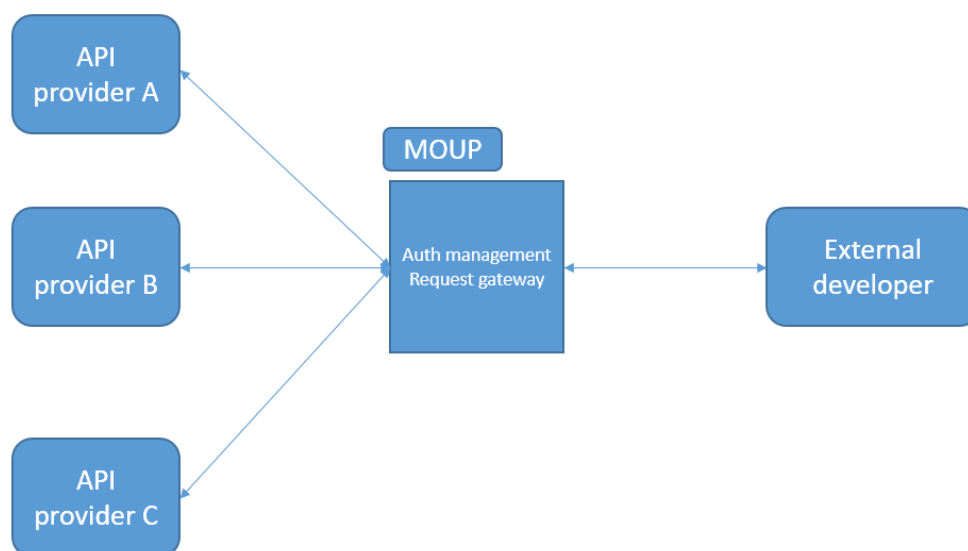 API
provider A
MOUP
API
provider B
Auth management
Request gateway
External
developer
API
provider C